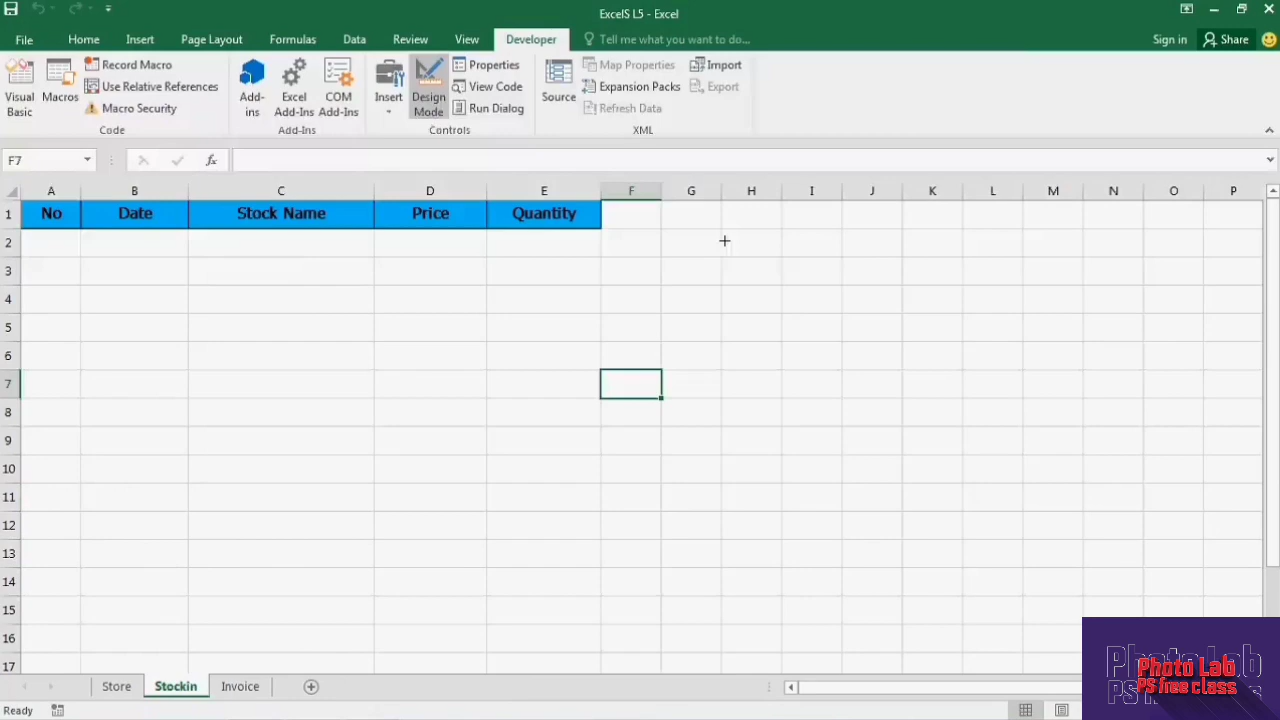 ExcelS L5 - Excel
File Home Insert Page Layout Formulas Data Review View Developer Tell me what you want to do... Sign in Share
Visual Basic
Macros
Record Macro
Use Relative References
Macro Security
Code
Add-ins
Excel Add-Ins
COM Add-Ins
Add-Ins
Insert
Design Mode
Properties
View Code
Run Dialog
Controls
Source
Map Properties
Expansion Packs
Refresh Data
Import
Export
XML
F7 fx
A B C D E F G H I J K L M N O P
1 No Date Stock Name Price Quantity
2
3
4
5
6
7
8
9
10
11
12
13
14
15
16
17
Store Stockin Invoice
Ready
Photo Lab
Photo Lab
PS free class